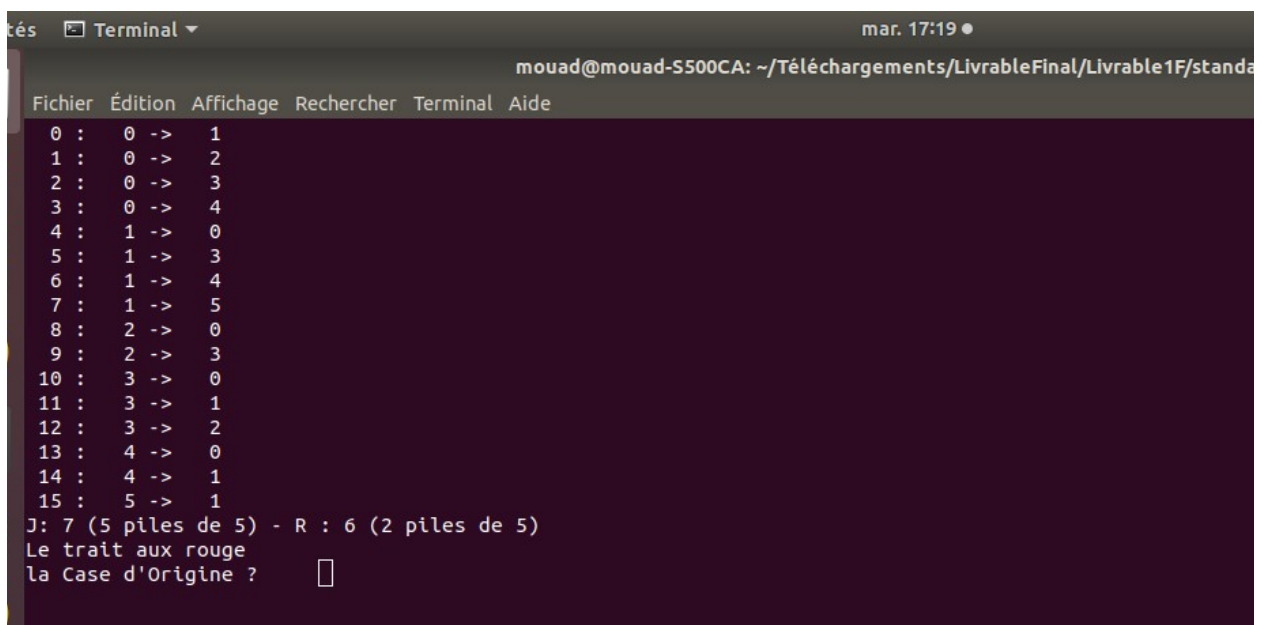 tés Terminal mar. 17:19
mouad@mouad-S500CA: ~/Téléchargements/LivrableFinal/Livrable1F/standa
Fichier Édition Affichage Rechercher Terminal Aide
0 : 0 -> 1
1 : 0 -> 2
2 : 0 -> 3
3 : 0 -> 4
4 : 1 -> 0
5 : 1 -> 3
6 : 1 -> 4
7 : 1 -> 5
8 : 2 -> 0
9 : 2 -> 3
10 : 3 -> 0
11 : 3 -> 1
12 : 3 -> 2
13 : 4 -> 0
14 : 4 -> 1
15 : 5 -> 1
J: 7 (5 piles de 5) - R : 6 (2 piles de 5)
Le trait aux rouge
la Case d'Origine ?